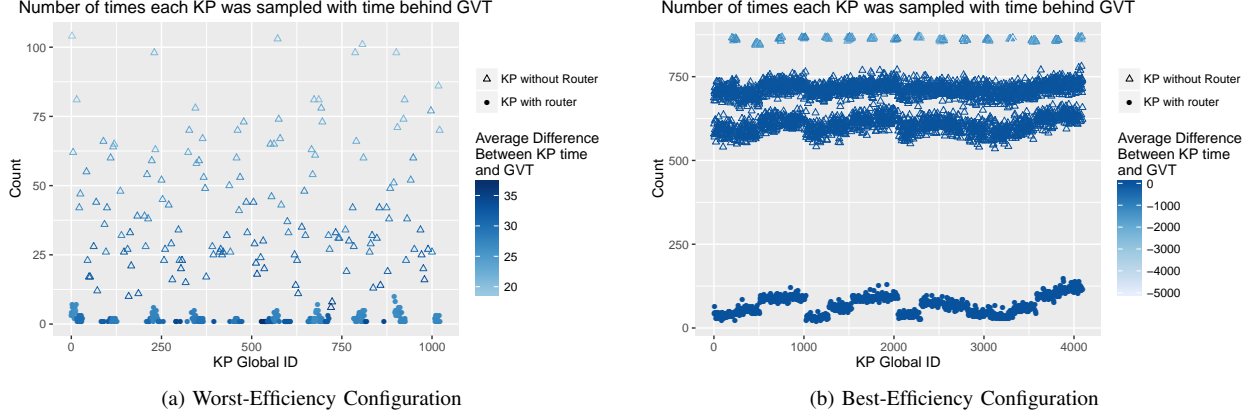 Number of times each KP was sampled with time behind GVT
100
75
50
25
0
Count
0
250
500
750
1000
KP Global ID
KP without Router
KP with router
Average Difference
Between KP time
and GVT
35
30
25
20
(a) Worst-Efficiency Configuration
Number of times each KP was sampled with time behind GVT
750
500
250
0
Count
0
1000
2000
3000
4000
KP Global ID
KP without Router
KP with router
Average Difference
Between KP time
and GVT
0
−1000
−2000
−3000
−4000
−5000
(b) Best-Efficiency Configuration